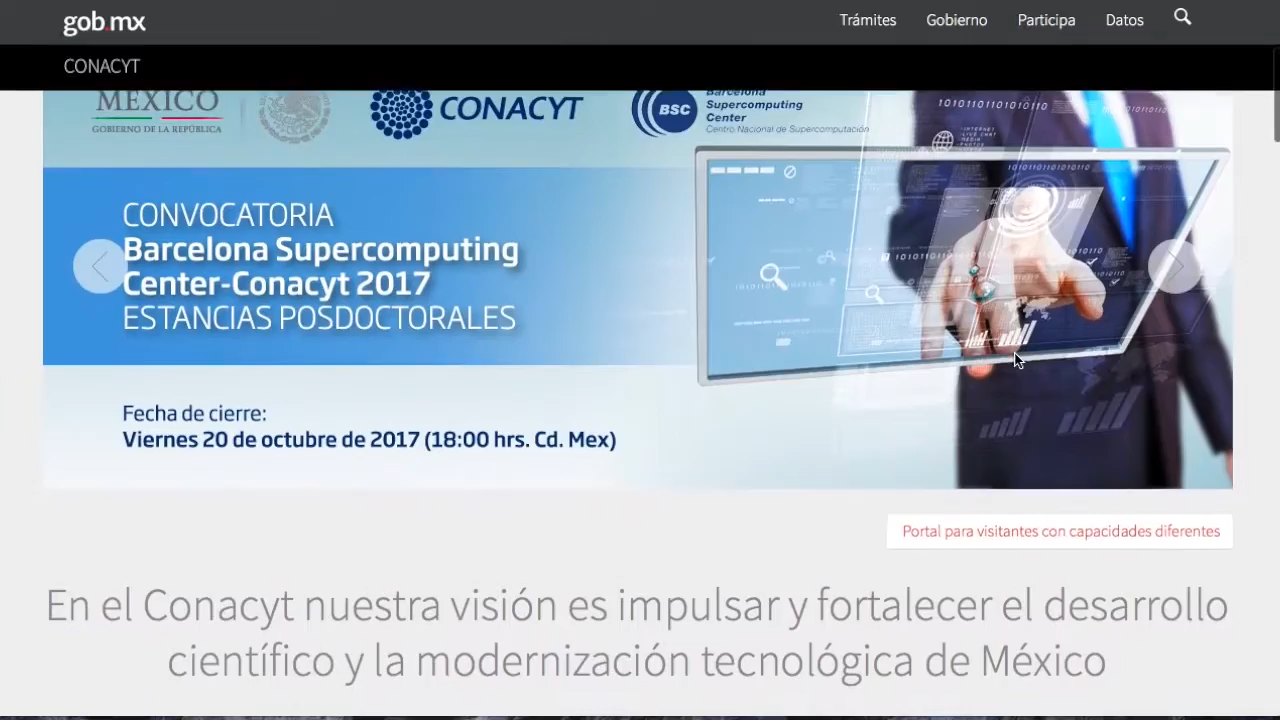 gob.mx
Trámites
Gobierno
Participa
Datos
CONACYT
MÉXICO
GOBIERNO DE LA REPÚBLICA
CONACYT
BSC
Barcelona
Supercomputing
Center
Centro Nacional de Supercomputación
CONVOCATORIA
Barcelona Supercomputing
Center-Conacyt 2017
ESTANCIAS POSDOCTORALES
Fecha de cierre:
Viernes 20 de octubre de 2017 (18:00 hrs. Cd. Mex)
Portal para visitantes con capacidades diferentes
En el Conacyt nuestra visión es impulsar y fortalecer el desarrollo
científico y la modernización tecnológica de México